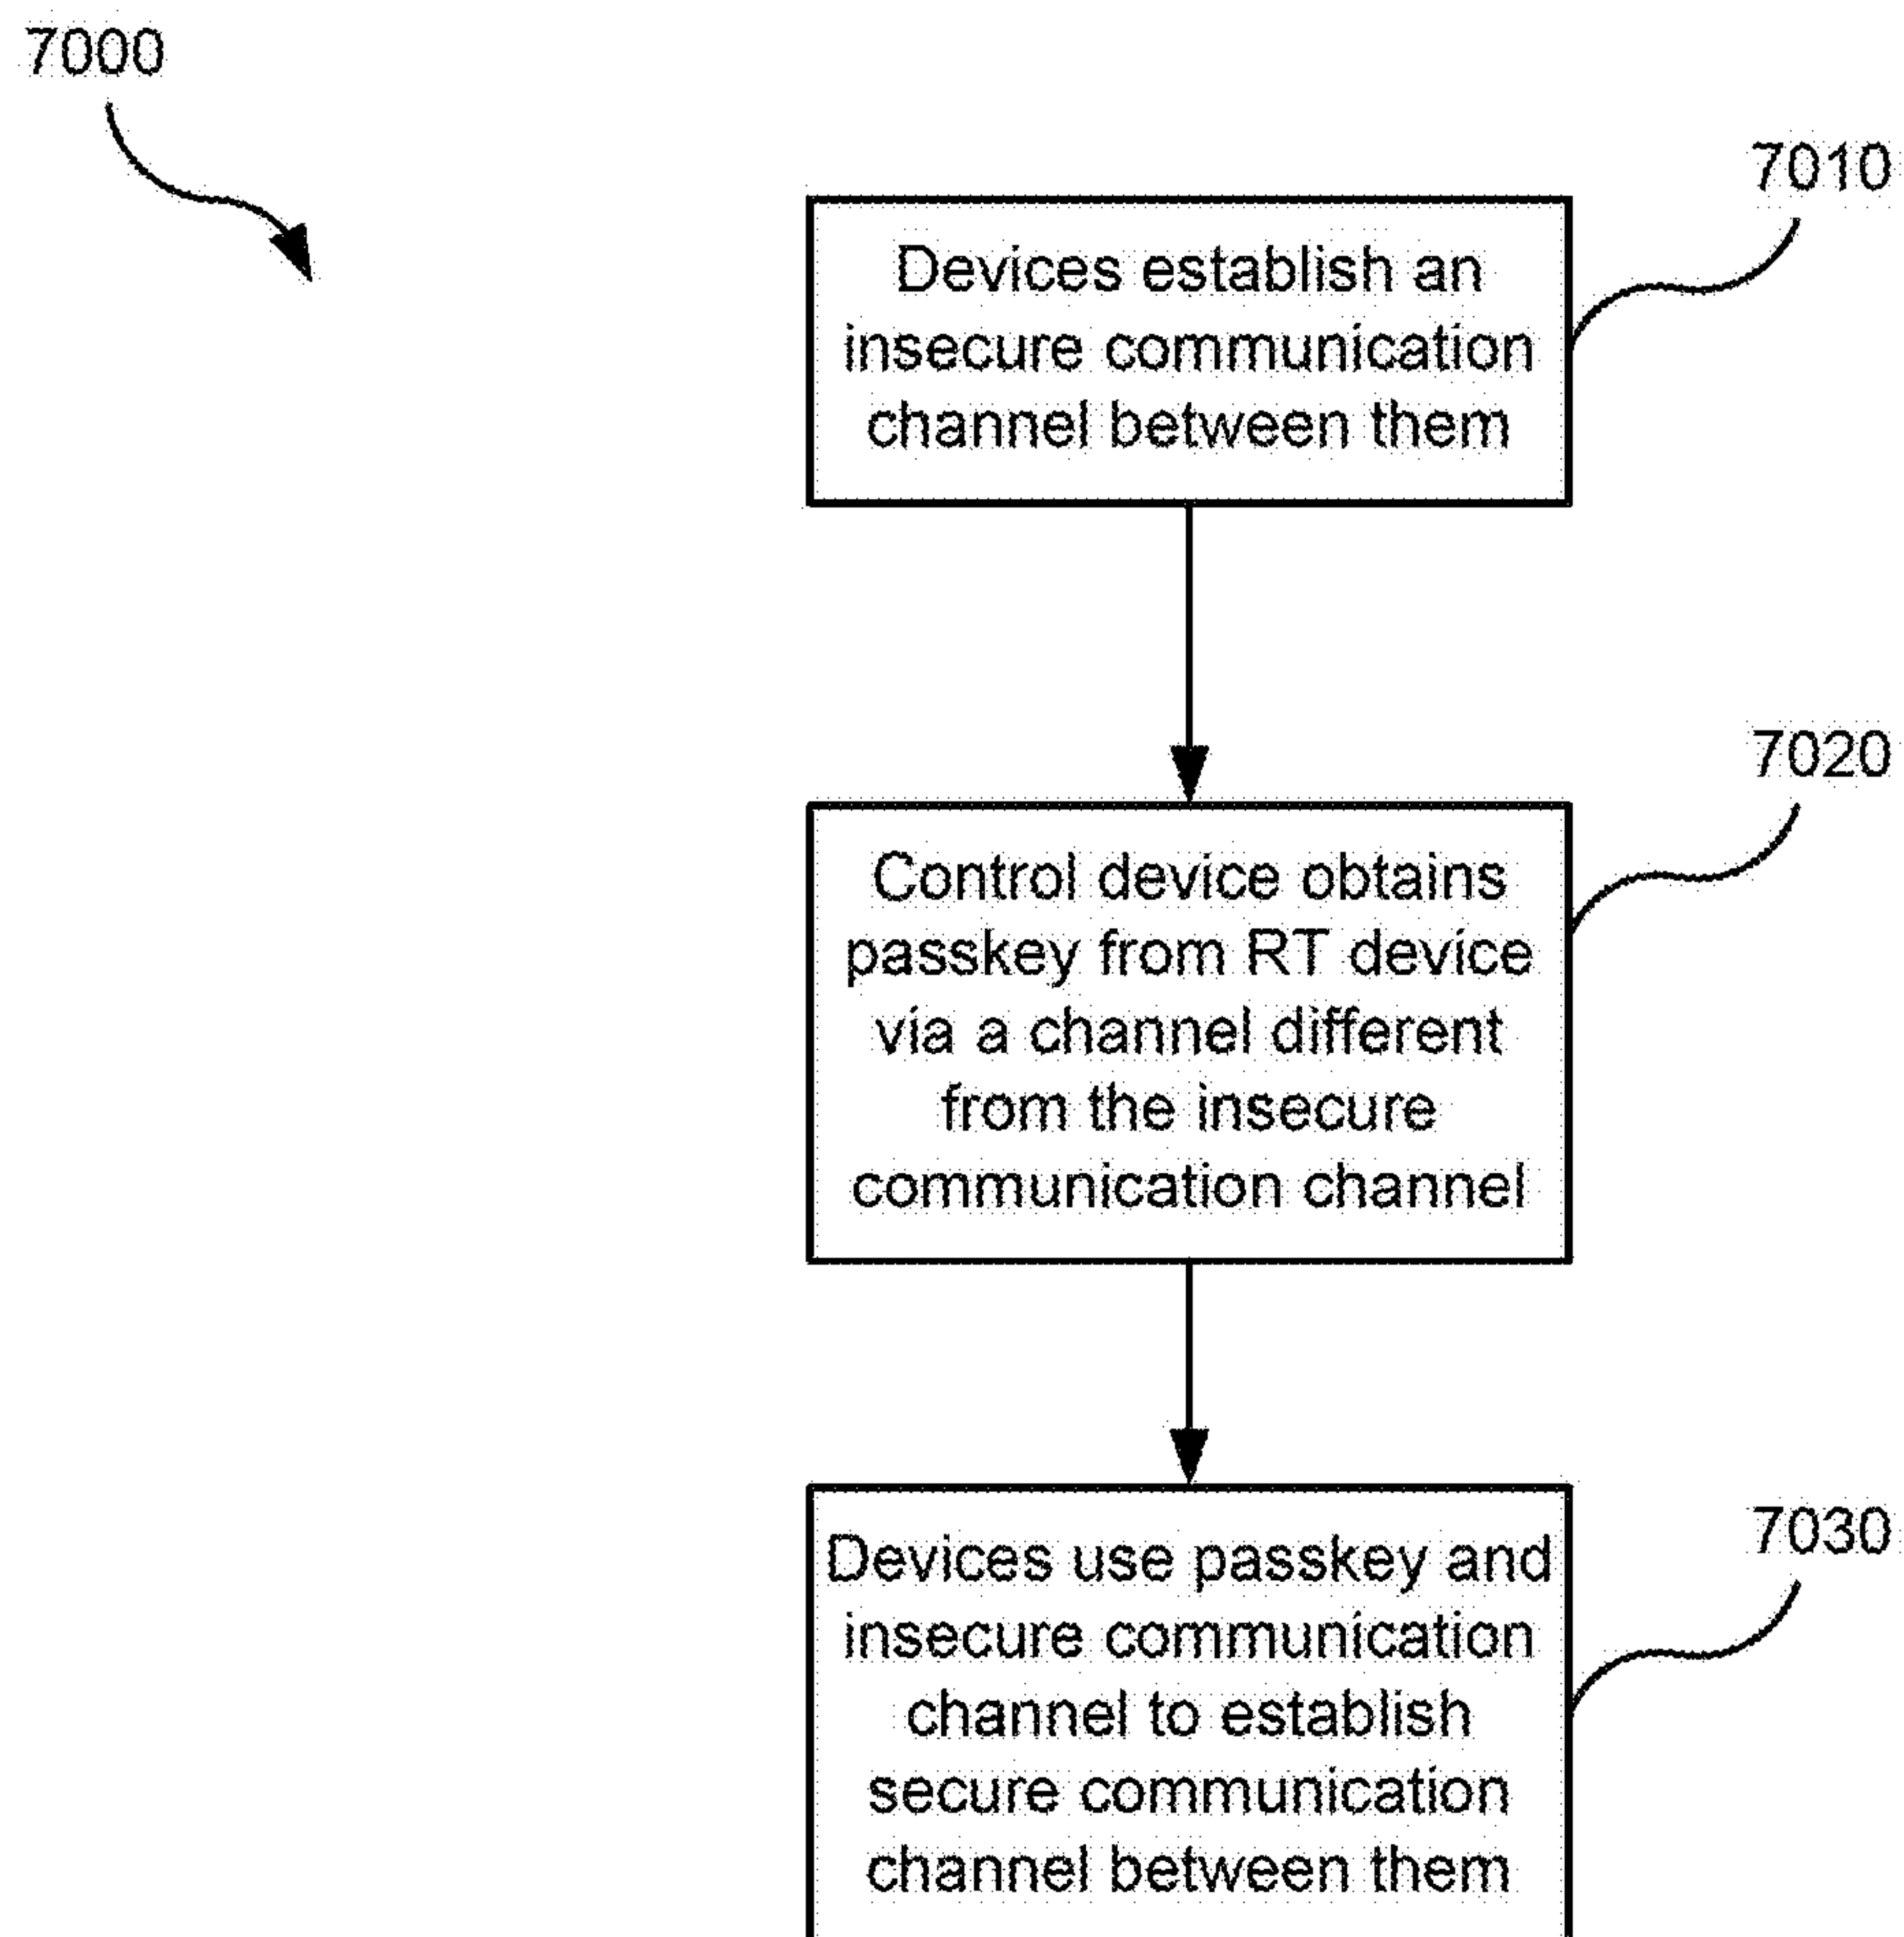 7000
7010
Devices establish an
insecure communication
channel between them
7020
Control device obtains
passkey from RT device
via a channel different
from the insecure
communication channel
7030
Devices use passkey and
insecure communication
channel to establish
secure communication
channel between them